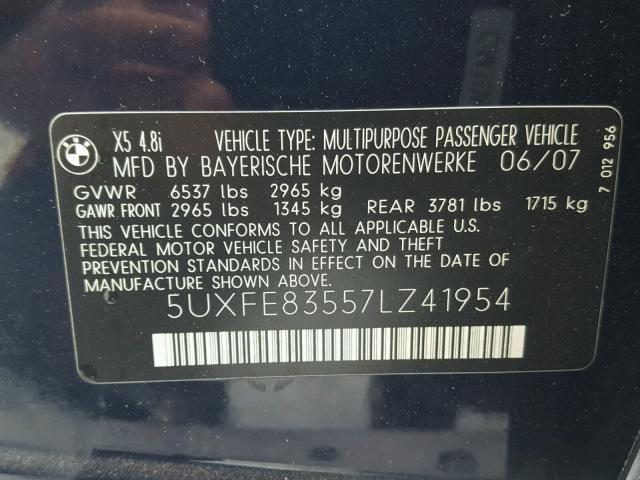 BMW
X5 4.8i VEHICLE TYPE: MULTIPURPOSE PASSENGER VEHICLE
MFD BY BAYERISCHE MOTORENWERKE 06/07
GVWR 6537 lbs 2965 kg
GAWR FRONT 2965 lbs 1345 kg REAR 3781 lbs 1715 kg
THIS VEHICLE CONFORMS TO ALL APPLICABLE U.S.
FEDERAL MOTOR VEHICLE SAFETY AND THEFT
PREVENTION STANDARDS IN EFFECT ON THE DATE OF
MANUFACTURE SHOWN ABOVE.
5UXFE83557LZ41954
7 012 956